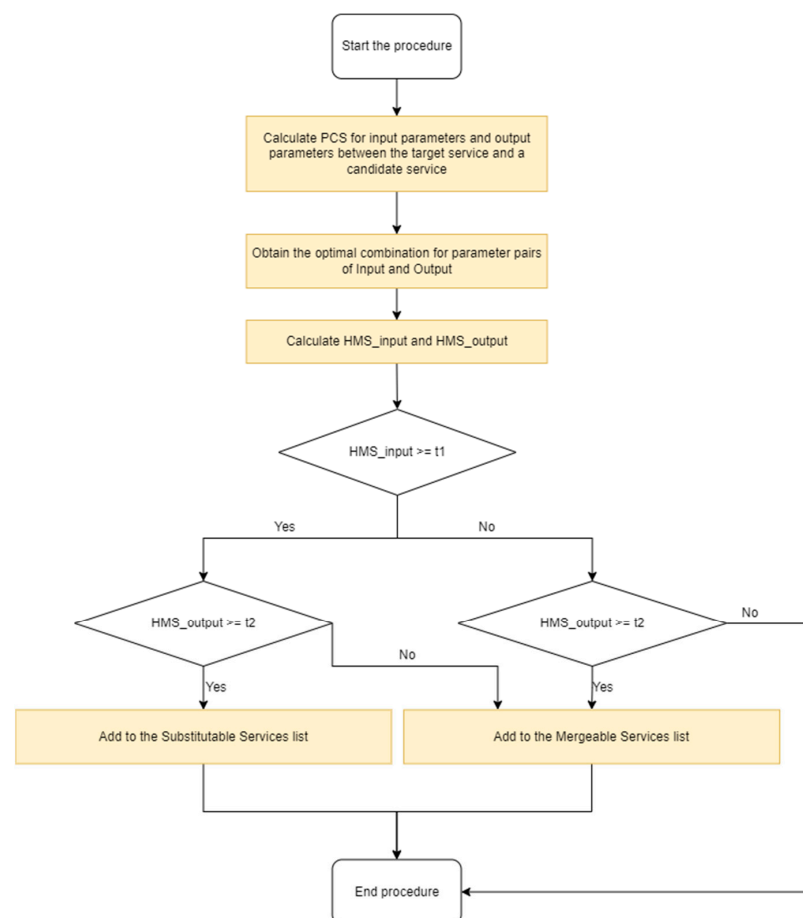 Start the procedure
Calculate PCS for input parameters and output
parameters between the target service and a
candidate service
Obtain the optimal combination for parameter pairs
of Input and Output
Calculate HMS_input and HMS_output
HMS_input >= t1
Yes
No
HMS_output >= t2
HMS_output >= t2
No
No
Yes
Yes
Add to the Substitutable Services list
Add to the Mergeable Services list
End procedure